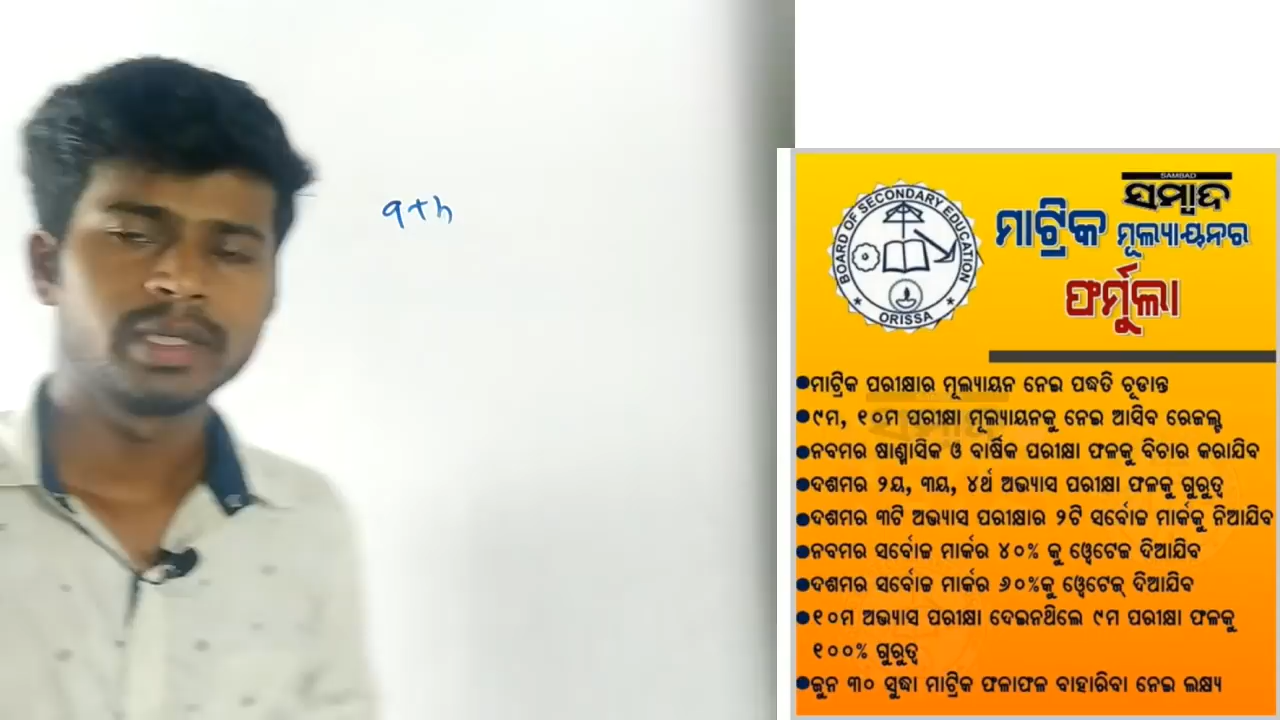 9th
SAMBAD
ସମ୍ବାଦ
BOARD OF SECONDARY EDUCATION
ORISSA
ମାଟ୍ରିକ ମୂଲ୍ୟାୟନର
ଫର୍ମୁଲା
●ମାଟ୍ରିକ ପରୀକ୍ଷାର ମୂଲ୍ୟାୟନ ନେଇ ପଦ୍ଧତି ଚୂଡାନ୍ତ
●୯ମ, ୧୦ମ ପରୀକ୍ଷା ମୂଲ୍ୟାୟନକୁ ନେଇ ଆସିବ ରେଜଲ୍ଟ
●ନବମର ଷାଣ୍ମାସିକ ଓ ବାର୍ଷିକ ପରୀକ୍ଷା ଫଳକୁ ବିଚାର କରାଯିବ
●ଦଶମର ୨ୟ, ୩ୟ, ୪ର୍ଥ ଅଭ୍ୟାସ ପରୀକ୍ଷା ଫଳକୁ ଗୁରୁତ୍ୱ
●ଦଶମର ୩ଟି ଅଭ୍ୟାସ ପରୀକ୍ଷାର ୨ଟି ସର୍ବୋଚ୍ଚ ମାର୍କକୁ ନିଆଯିବ
●ନବମର ସର୍ବୋଚ୍ଚ ମାର୍କର ୪୦% କୁ ୱେଟେଜ ଦିଆଯିବ
●ଦଶମର ସର୍ବୋଚ୍ଚ ମାର୍କର ୬୦%କୁ ୱେଟେଜ୍ ଦିଆଯିବ
●୧୦ମ ଅଭ୍ୟାସ ପରୀକ୍ଷା ଦେଇନଥିଲେ ୯ମ ପରୀକ୍ଷା ଫଳକୁ
୧୦୦% ଗୁରୁତ୍ୱ
●ଜୁନ ୩୦ ସୁଦ୍ଧା ମାଟ୍ରିକ ଫଳାଫଳ ବାହାରିବା ନେଇ ଲକ୍ଷ୍ୟ